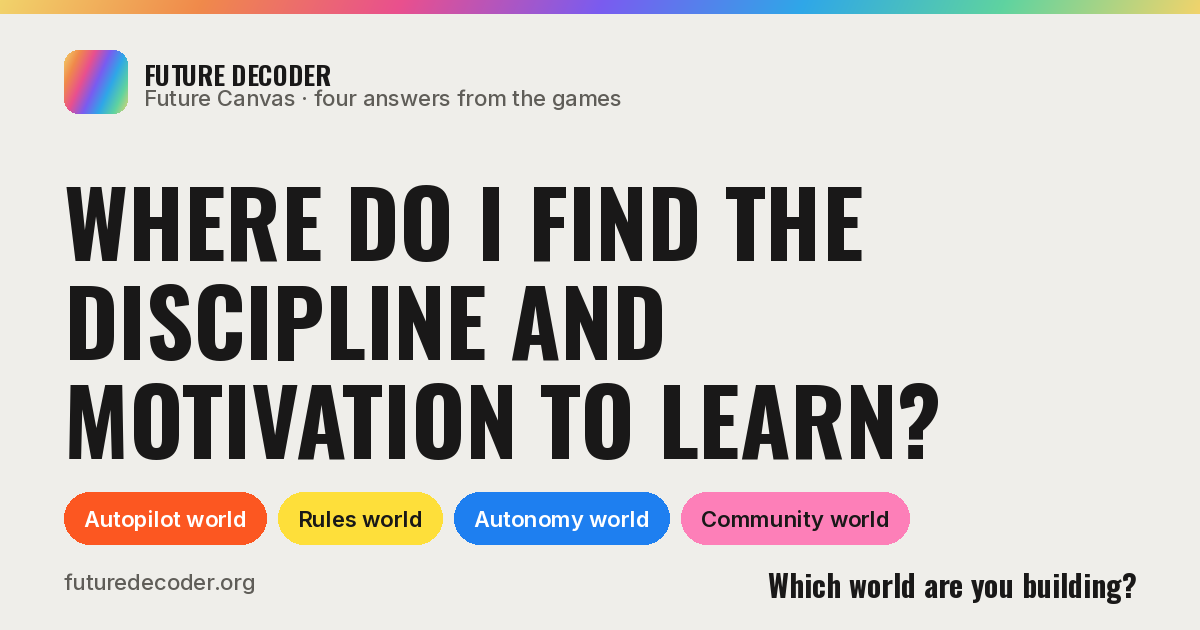 FUTURE DECODER
Future Canvas · four answers from the games
WHERE DO I FIND THE
DISCIPLINE AND
MOTIVATION TO LEARN?
Autopilot world
Rules world
Autonomy world
Community world
futuredecoder.org
Which world are you building?